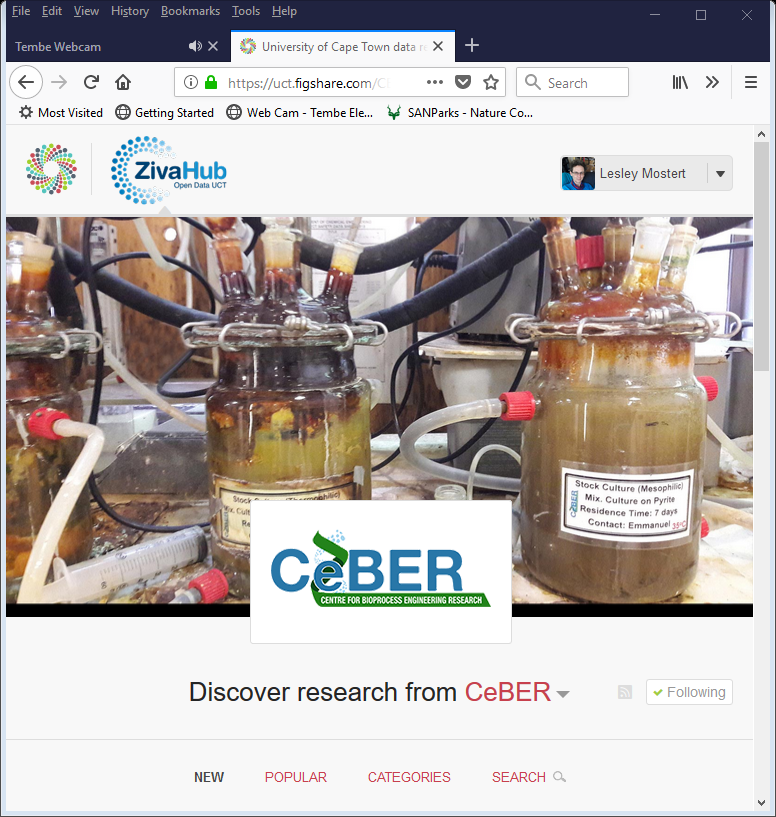 File Edit View History Bookmarks Tools Help
Tembe Webcam
University of Cape Town data re
https://uct.figshare.com/C
Search
Most Visited Getting Started Web Cam - Tembe Ele... SANParks - Nature Co...
ZivaHub
Open Data UCT
Lesley Mostert
Stock Culture (Thermophilic)
Mix. Culture
Re
Stock Culture (Mesophilic)
Mix. Culture on Pyrite
Residence Time: 7 days
Contact: Emmanuel 35°C
CeBER
CeBER
CENTRE FOR BIOPROCESS ENGINEERING RESEARCH
Discover research from CeBER
Following
NEW POPULAR CATEGORIES SEARCH